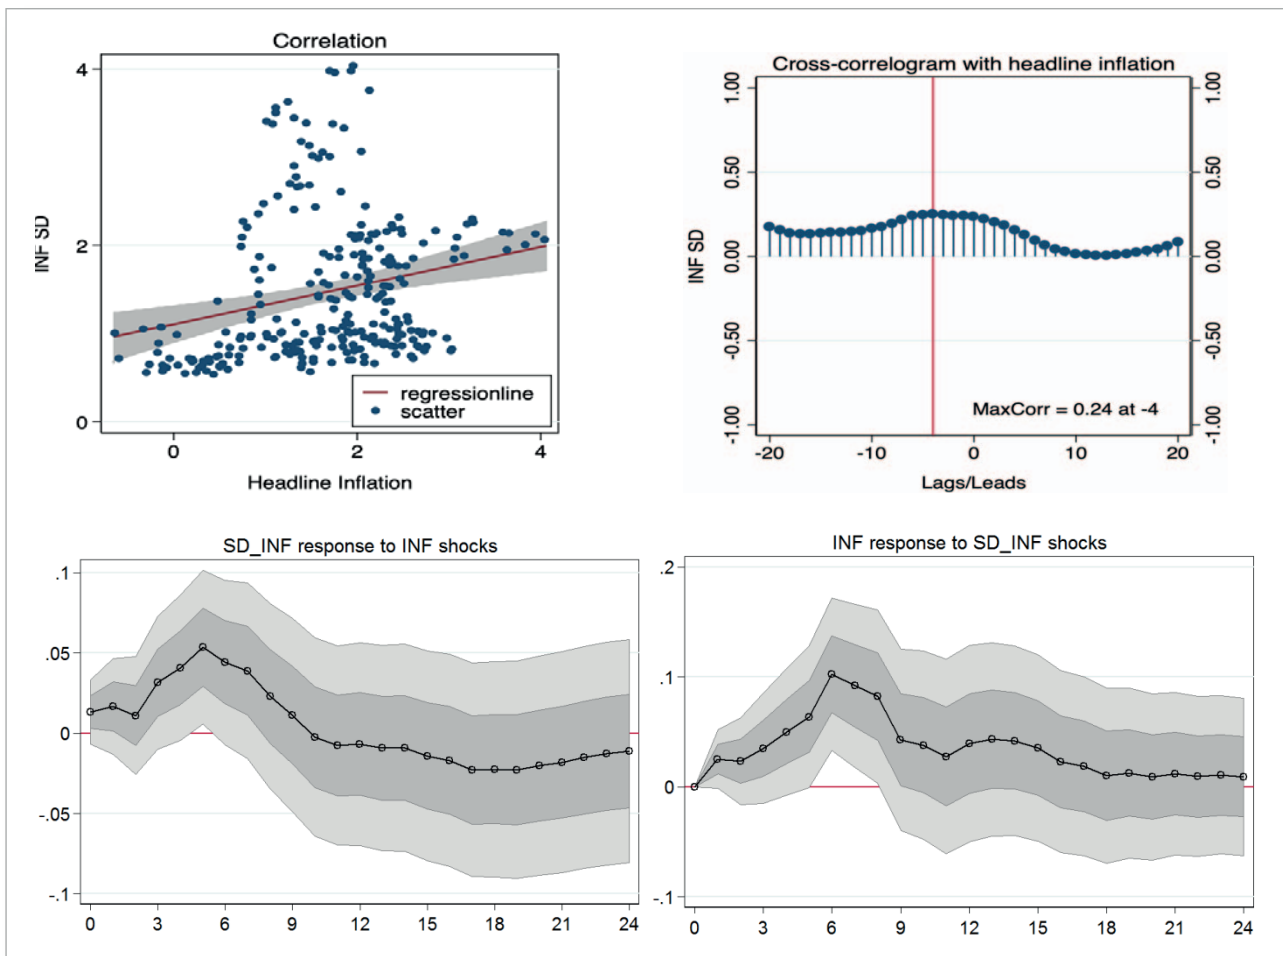 Correlation
INF SD
4
2
0
regressionline
scatter
0 2 4
Headline Inflation
Cross-correlogram with headline inflation
INF SD
1.00
0.50
0.00
-0.50
-1.00
1.00
0.50
0.00
-0.50
-1.00
MaxCorr = 0.24 at -4
-20 -10 0 10 20
Lags/Leads
SD_INF response to INF shocks
.1
.05
0
-.05
-.1
0 3 6 9 12 15 18 21 24
INF response to SD_INF shocks
.2
.1
0
-.1
0 3 6 9 12 15 18 21 24